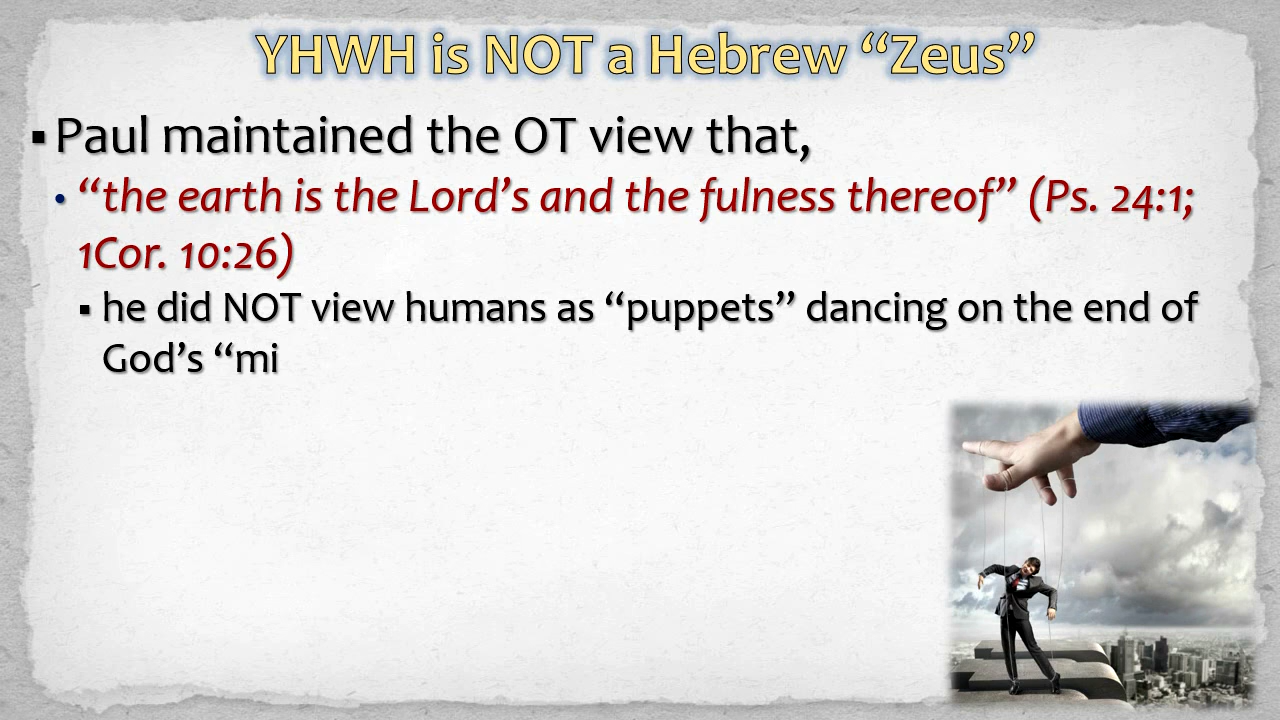 YHWH is NOT a Hebrew “Zeus”
▪ Paul maintained the OT view that,
• “the earth is the Lord’s and the fulness thereof” (Ps. 24:1;
1Cor. 10:26)
▪ he did NOT view humans as “puppets” dancing on the end of
God’s “mi